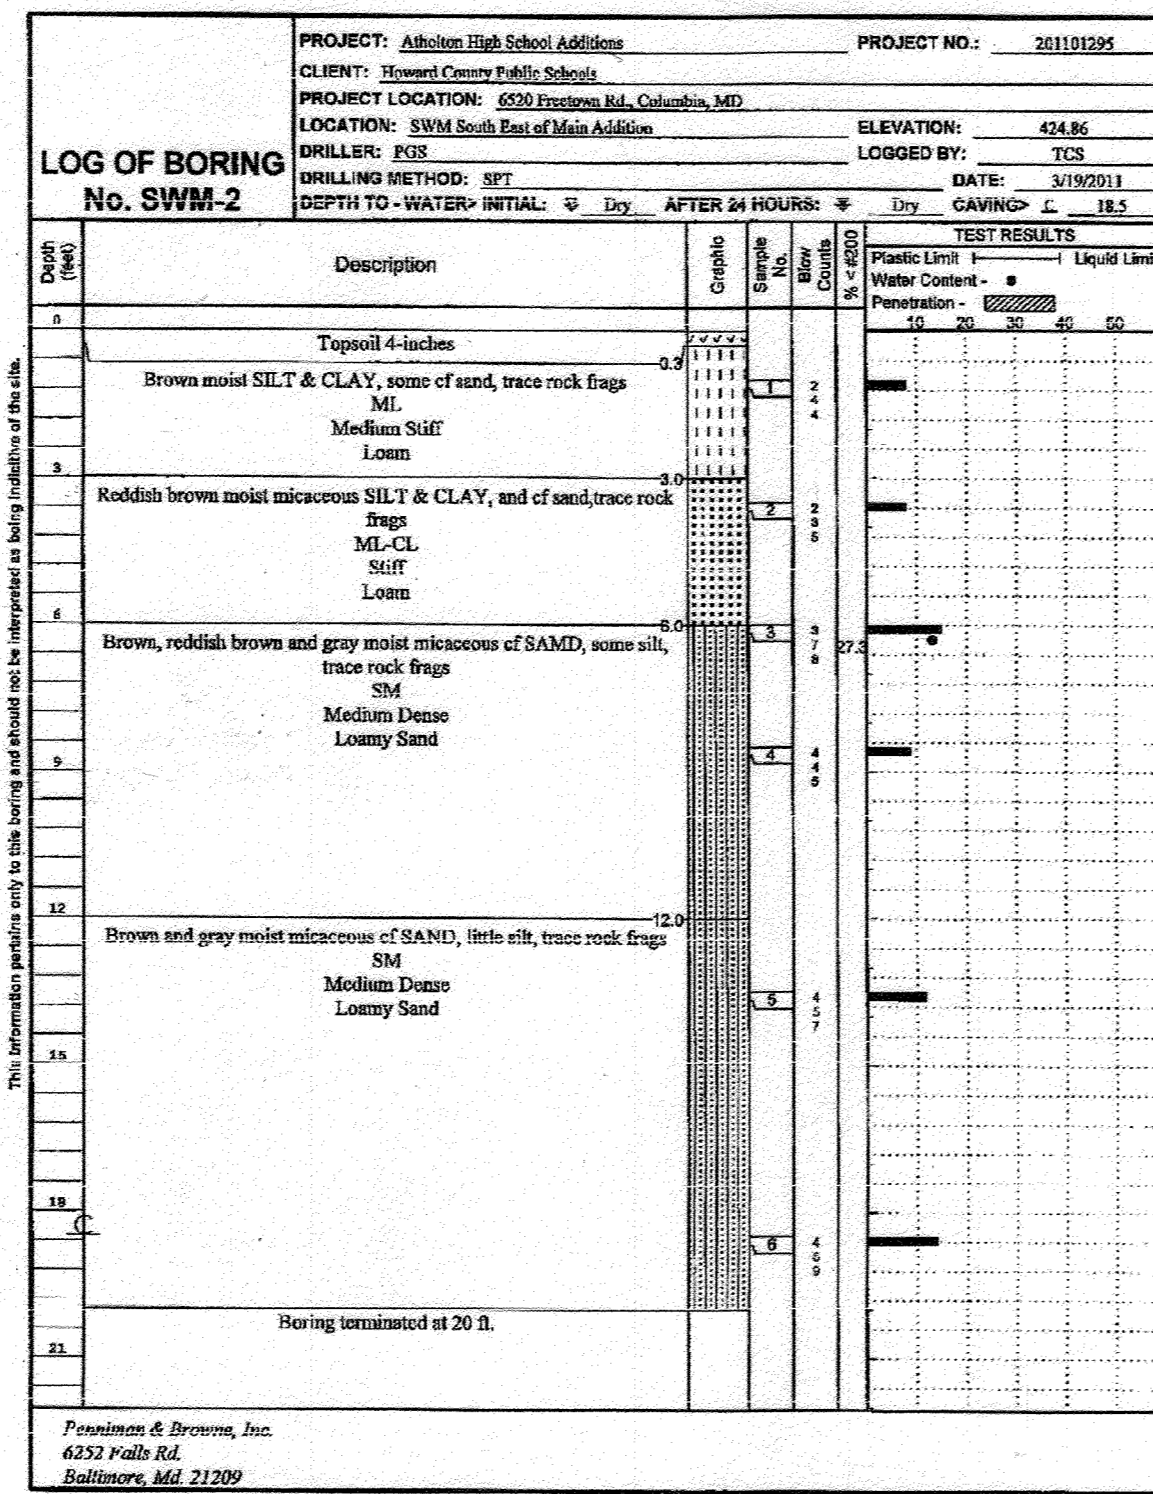 LOG OF BORING
No. SWM-2
PROJECT: Atholton High School Additions PROJECT NO.: 201101295
CLIENT: Howard County Public Schools
PROJECT LOCATION: 6520 Freetown Rd., Columbia, MD
LOCATION: SWM South East of Main Addition ELEVATION: 424.86
DRILLER: PGS LOGGED BY: TCS
DRILLING METHOD: SPT DATE: 3/19/2011
DEPTH TO - WATER> INITIAL: Dry AFTER 24 HOURS: Dry CAVING> C 18.5
Depth (feet)
Description
Graphic
Sample No.
Blow Counts
% < #200
TEST RESULTS
Plastic Limit Liquid Limi
Water Content -
Penetration -
10 20 30 40 50
0
Topsoil 4-inches
0.3
Brown moist SILT & CLAY, some cf sand, trace rock frags
ML
Medium Stiff
Loam
1
2
4
4
3
3.0
Reddish brown moist micaceous SILT & CLAY, and cf sand,trace rock
frags
ML-CL
Stiff
Loam
2
2
3
5
6
6.0
Brown, reddish brown and gray moist micaceous cf SAMD, some silt,
trace rock frags
SM
Medium Dense
Loamy Sand
3
3
7
8
27.3
9
4
4
4
5
12
12.0
Brown and gray moist micaceous cf SAND, little silt, trace rock frags
SM
Medium Dense
Loamy Sand
5
4
5
7
15
18
C
6
4
6
9
Boring terminated at 20 ft.
21
This information pertains only to this boring and should not be interpreted as being indicitive of the site.
Penniman & Browne, Inc.
6252 Falls Rd.
Baltimore, Md. 21209